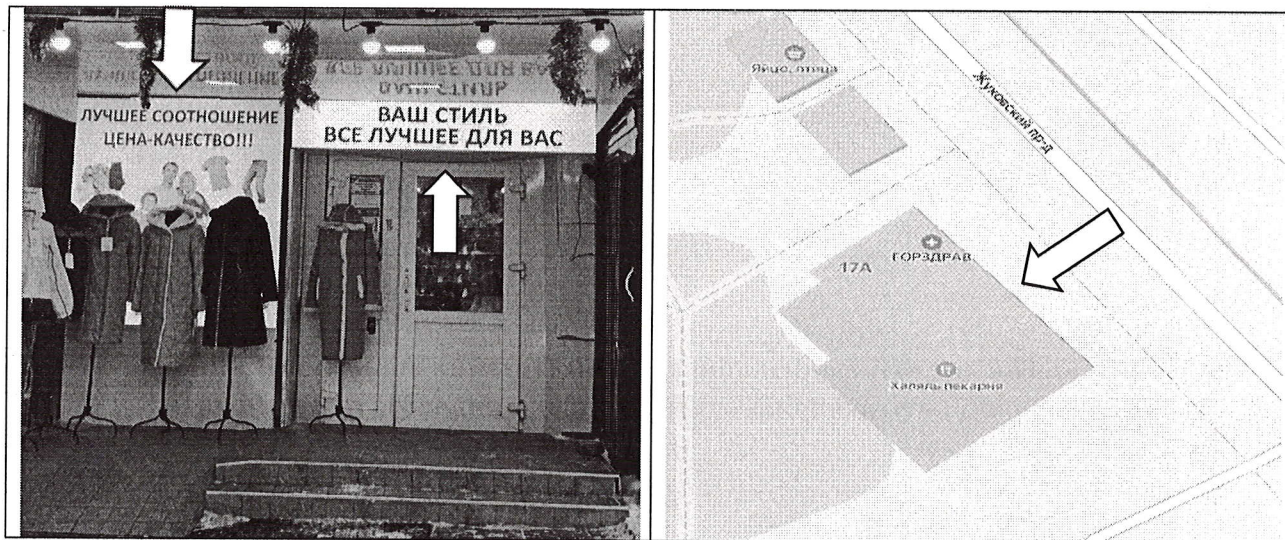 ЛУЧШЕЕ СООТНОШЕНИЕ
ЦЕНА-КАЧЕСТВО!!!
ВАШ СТИЛЬ
ВСЕ ЛУЧШЕЕ ДЛЯ ВАС
Яйцо, птица
Жуковский пр-д
ГОРЗДРАВ
17А
Халяль пекарня